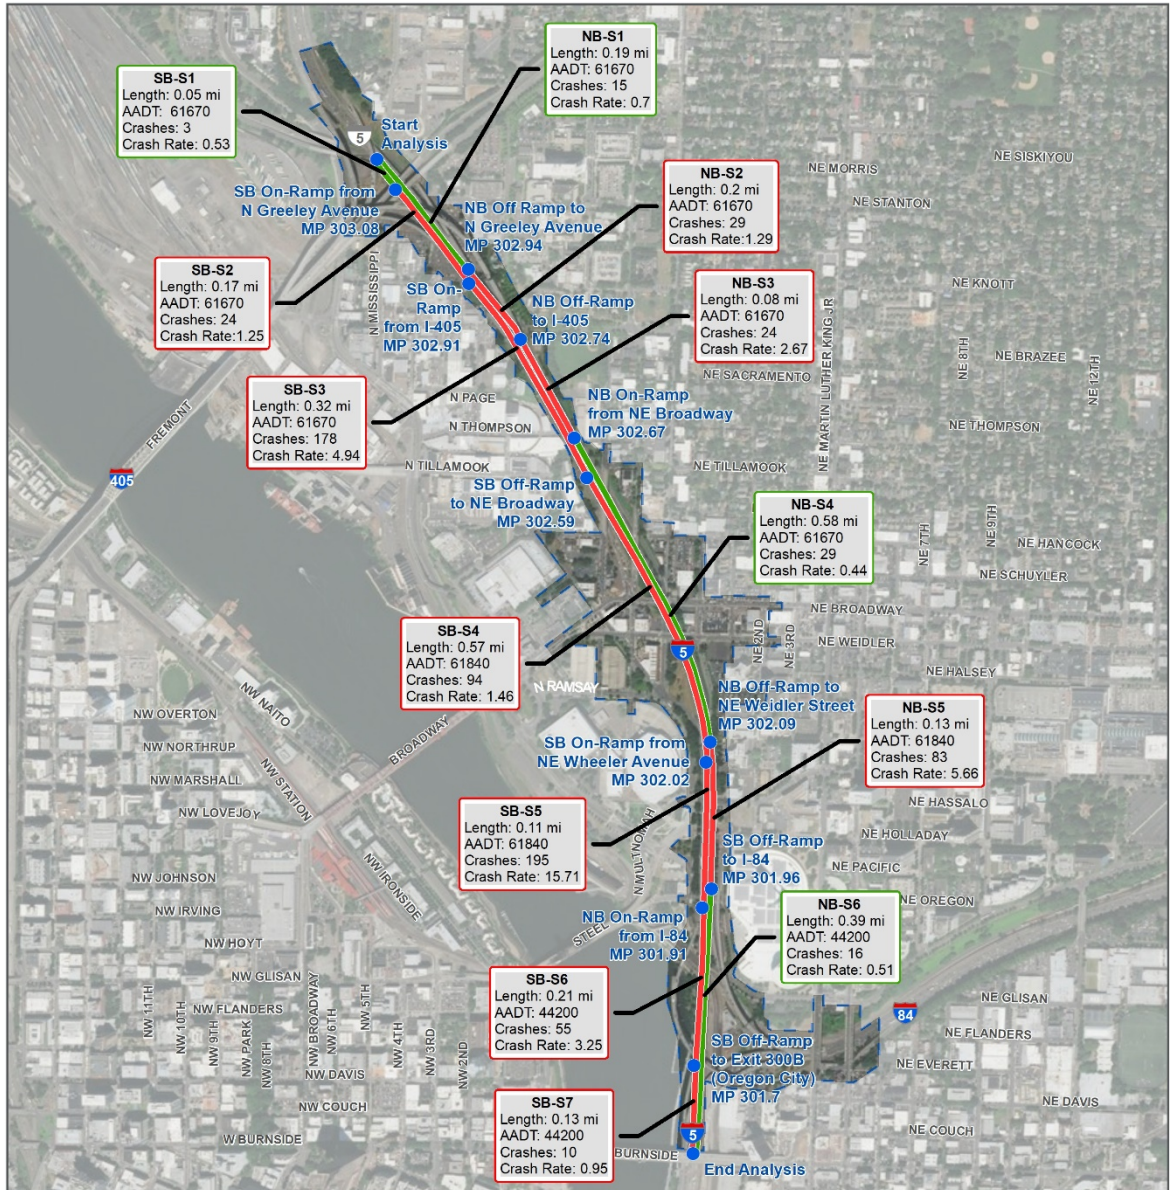 NB-S1
Length: 0.19 mi
AADT: 61670
Crashes: 15
Crash Rate: 0.7
SB-S1
Length: 0.05 mi
AADT: 61670
Crashes: 3
Crash Rate: 0.53
5
Start
Analysis
NE SISKIYOU
NE MORRIS
NB-S2
Length: 0.2 mi
AADT: 61670
Crashes: 29
Crash Rate:1.29
NE STANTON
SB On-Ramp from
N Greeley Avenue
MP 303.08
NB Off Ramp to
N Greeley Avenue
MP 302.94
SB-S2
Length: 0.17 mi
AADT: 61670
Crashes: 24
Crash Rate:1.25
N MISSISSIPPI
SB On-
Ramp
from I-405
MP 302.91
NB Off-Ramp
to I-405
MP 302.74
NB-S3
Length: 0.08 mi
AADT: 61670
Crashes: 24
Crash Rate: 2.67
NE MARTIN LUTHER KING JR
NE KNOTT
NE 8TH
NE BRAZEE
NE 12TH
NE SACRAMENTO
SB-S3
Length: 0.32 mi
AADT: 61670
Crashes: 178
Crash Rate: 4.94
N PAGE
N THOMPSON
FREMONT
NB On-Ramp
from NE Broadway
MP 302.67
NE THOMPSON
N TILLAMOOK
NE TILLAMOOK
405
SB Off-Ramp
to NE Broadway
MP 302.59
NB-S4
Length: 0.58 mi
AADT: 61670
Crashes: 29
Crash Rate: 0.44
NE 7TH
NE 9TH
NE HANCOCK
NE SCHUYLER
NE BROADWAY
NE WEIDLER
NE 2ND
NE 3RD
SB-S4
Length: 0.57 mi
AADT: 61840
Crashes: 94
Crash Rate: 1.46
5
NE HALSEY
N RAMSAY
NB Off-Ramp to
NE Weidler Street
MP 302.09
NB-S5
Length: 0.13 mi
AADT: 61840
Crashes: 83
Crash Rate: 5.66
NW OVERTON
NW NAITO
BROADWAY
NW NORTHRUP
NW STATION
NW MARSHALL
NW LOVEJOY
SB On-Ramp from
NE Wheeler Avenue
MP 302.02
NE HASSALO
SB-S5
Length: 0.11 mi
AADT: 61840
Crashes: 195
Crash Rate: 15.71
N MULTNOMAH
NE HOLLADAY
SB Off-Ramp
to I-84
MP 301.96
NE PACIFIC
NE OREGON
NW JOHNSON
NW IRONSIDE
NW IRVING
NB On-Ramp
from I-84
MP 301.91
STEEL
NB-S6
Length: 0.39 mi
AADT: 44200
Crashes: 16
Crash Rate: 0.51
NW HOYT
NW GLISAN
NW FLANDERS
SB-S6
Length: 0.21 mi
AADT: 44200
Crashes: 55
Crash Rate: 3.25
NE GLISAN
84
NE FLANDERS
NW 11TH
NW 10TH
NW 9TH
NW PARK
NW 8TH
NW BROADWAY
NW 6TH
NW 5TH
NW 4TH
NW 3RD
NW 2ND
SB Off-Ramp
to Exit 300B
(Oregon City)
MP 301.7
NE EVERETT
NW DAVIS
NE DAVIS
NW COUCH
SB-S7
Length: 0.13 mi
AADT: 44200
Crashes: 10
Crash Rate: 0.95
5
NE COUCH
W BURNSIDE
BURNSIDE
End Analysis